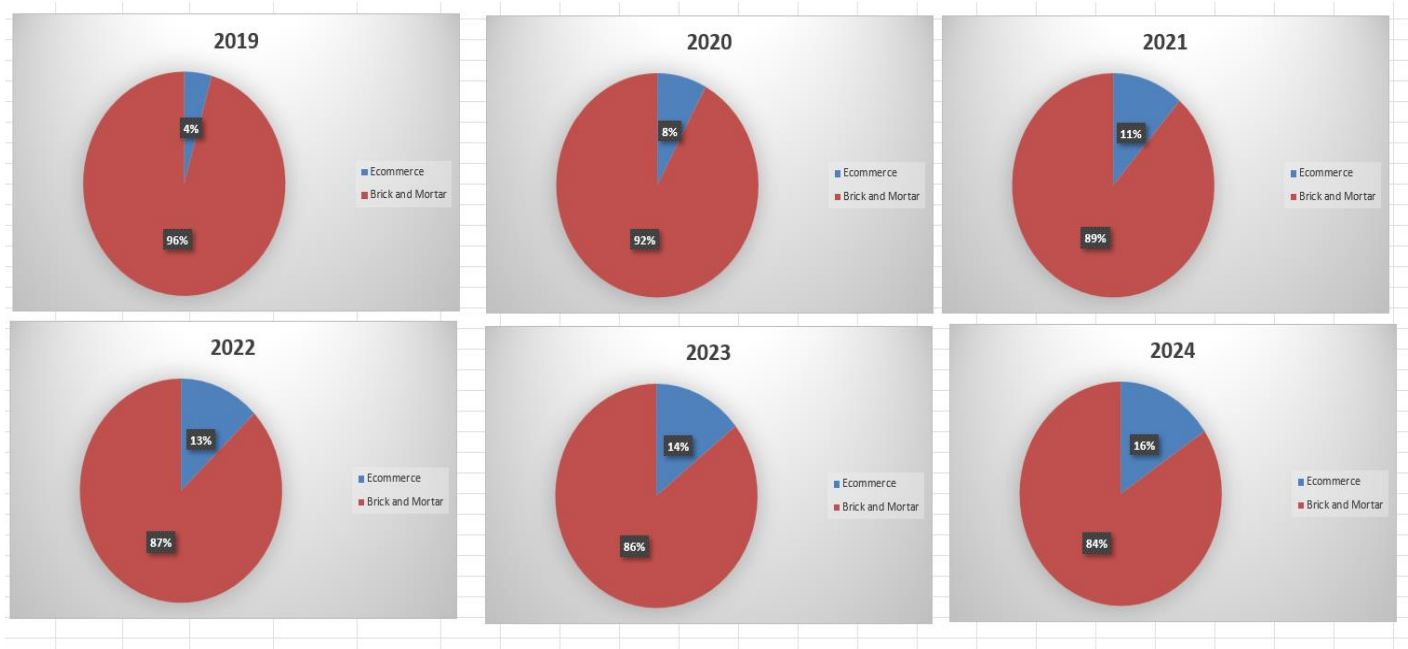 2019
4%
96%
Ecommerce
Brick and Mortar
2020
8%
92%
Ecommerce
Brick and Mortar
2021
11%
89%
Ecommerce
Brick and Mortar
2022
13%
87%
Ecommerce
Brick and Mortar
2023
14%
86%
Ecommerce
Brick and Mortar
2024
16%
84%
Ecommerce
Brick and Mortar